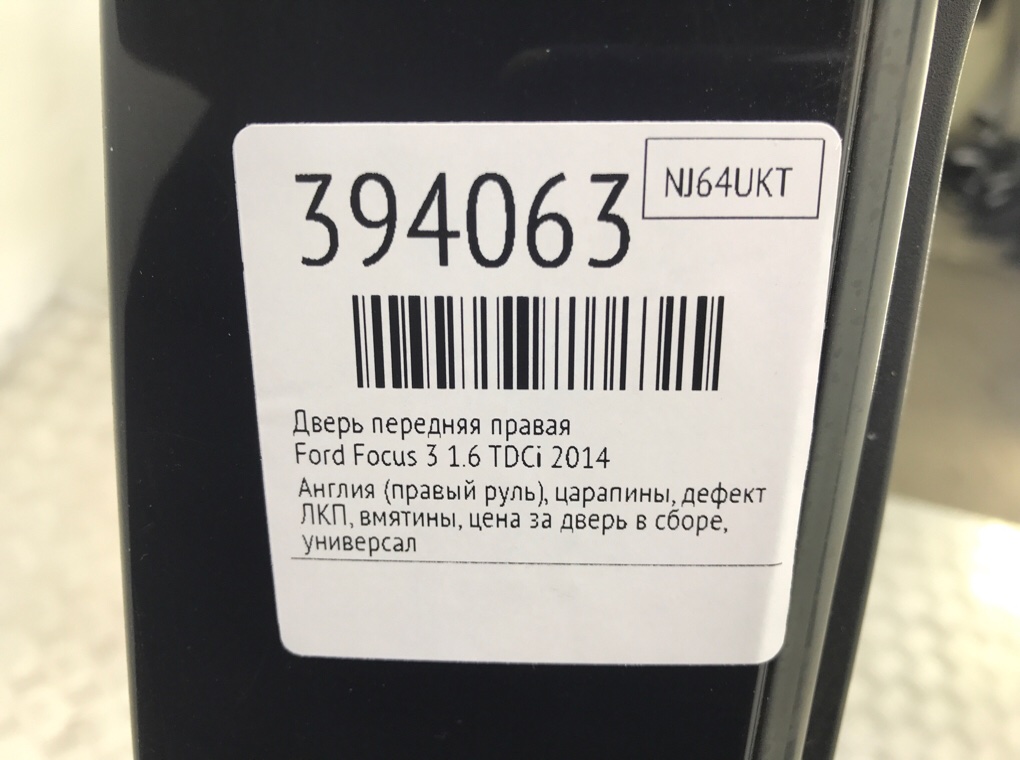 394063
NJ64UKT
Дверь передняя правая
Ford Focus 3 1.6 TDCi 2014
Англия (правый руль), царапины, дефект
ЛКП, вмятины, цена за дверь в сборе,
универсал